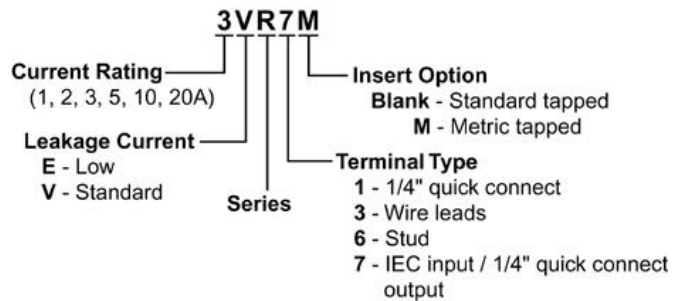 3VR7M
Current Rating
(1, 2, 3, 5, 10, 20A)
Leakage Current
E - Low
V - Standard
Series
Insert Option
Blank - Standard tapped
M - Metric tapped
Terminal Type
1 - 1/4" quick connect
3 - Wire leads
6 - Stud
7 - IEC input / 1/4" quick connect
output